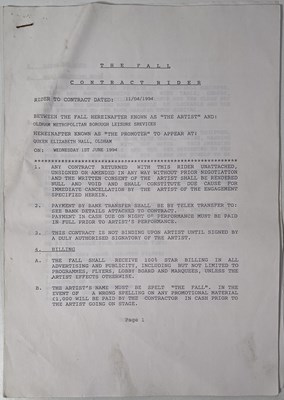 THE FALL
CONTRACT RIDER
RIDER TO CONTRACT DATED: 11/04/1994
BETWEEN THE FALL HEREINAFTER KNOWN AS "THE ARTIST" AND:
OLDHAM METROPOLITAN BOROUGH LEISURE SERVICES
HEREINAFTER KNOWN AS "THE PROMOTER" TO APPEAR AT:
QUEEN ELIZABETH HALL, OLDHAM
ON: WEDNESDAY 1ST JUNE 1994
1. ANY CONTRACT RETURNED WITH THIS RIDER UNATTACHED,
UNSIGNED OR AMENDED IN ANY WAY WITHOUT PRIOR NEGOTIATION
AND THE WRITTEN CONSENT OF THE ARTIST SHALL BE RENDERED
NULL AND VOID AND SHALL CONSTITUTE DUE CAUSE FOR
IMMEDIATE CANCELLATION BY THE ARTIST OF THE ENGAGEMENT
SPECIFIED HEREIN.
2. PAYMENT BY BANK TRANSFER SHALL BE BY TELEX TRANSFER TO:
OUR BANK DETAILS ATTACHED TO CONTRACT.
PAYMENT IN CASH DUE ON NIGHT OF PERFORMANCE MUST BE PAID
IN FULL PRIOR TO ARTIST'S PERFORMANCE.
3. THIS CONTRACT IS NOT BINDING UPON ARTIST UNTIL SIGNED BY
A DULY AUTHORISED SIGNATURE OF THE ARTIST.
4. BILLING
A. THE FALL SHALL RECEIVE 100% STAR BILLING IN ALL
ADVERTISING AND PUBLICITY, INCLUDING BUT NOT LIMITED TO
PROGRAMMES, FLYERS, LOBBY BOARD AND MARQUEES, UNLESS THE
ARTIST EFFECTS OTHERWISE.
B. THE ARTIST'S NAME MUST BE SPELT "THE FALL". IN THE
EVENT OF A WRONG SPELLING ON ANY PROMOTIONAL MATERIAL
£1,000 WILL BE PAID BY THE CONTRACTOR IN CASH PRIOR TO
THE ARTIST GOING ON STAGE.
Page 1